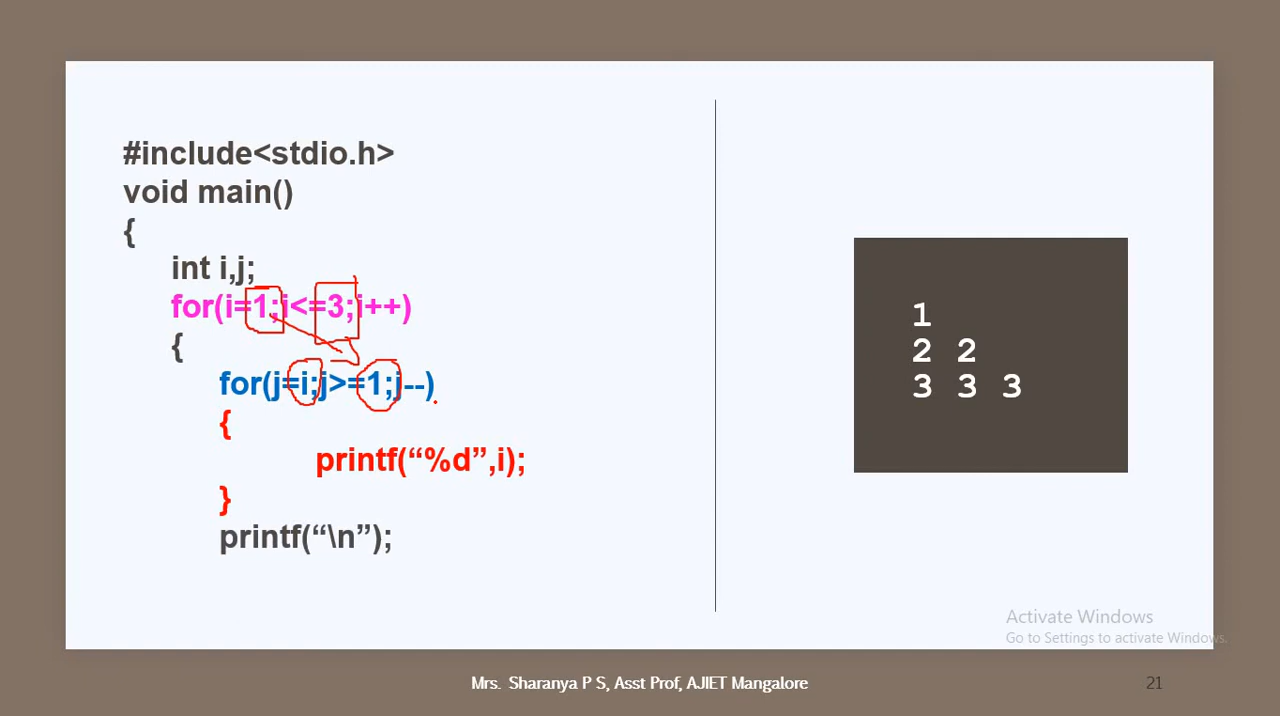 #include<stdio.h>
void main()
{
int i,j;
for(i=1;i<=3;i++)
{
for(j=i;j>=1;j--)
{
printf(“%d”,i);
}
printf(“\n”);
1
2 2
3 3 3
Activate Windows
Go to Settings to activate Windows.
Mrs. Sharanya P S, Asst Prof, AJIET Mangalore
21